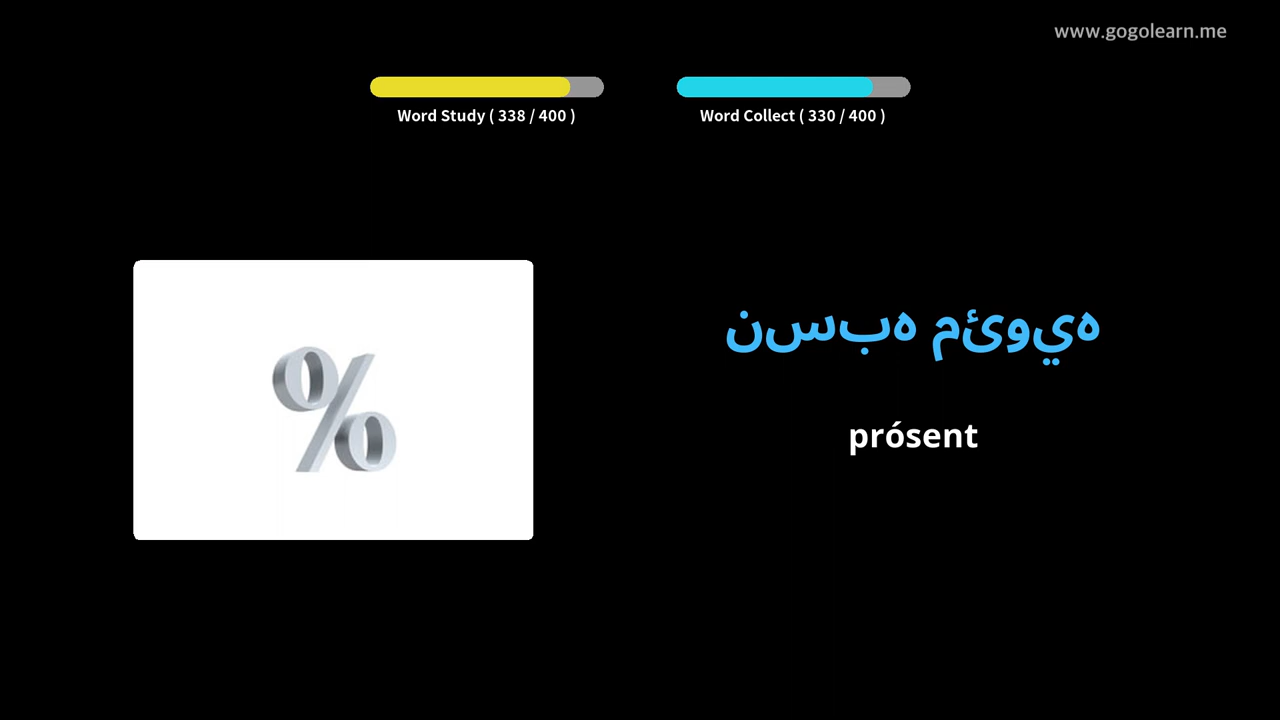 www.gogolearn.me
Word Study ( 338 / 400 )
Word Collect ( 330 / 400 )
%
نسبه مئويه
prósent